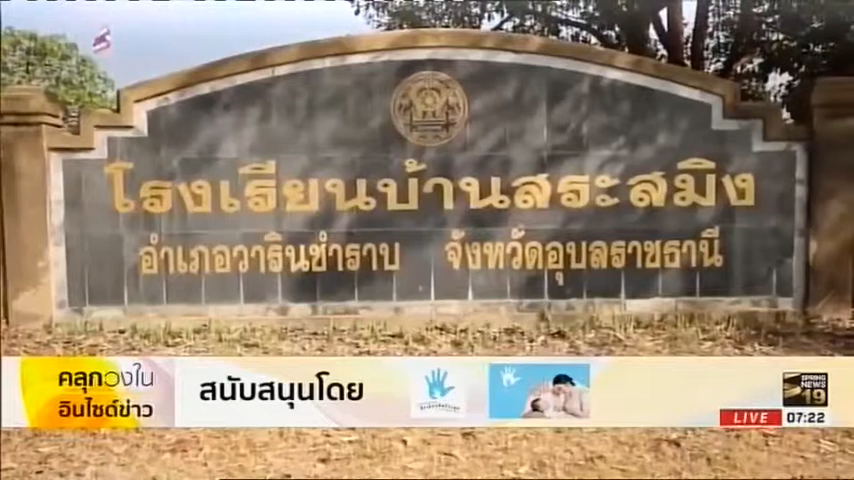 โรงเรียนบ้านสระสมิง
อำเภอวารินชำราบ จังหวัดอุบลราชธานี
คลุกวงใน
อินไซด์ข่าว
สนับสนุนโดย
SPRING
NEWS
19
LIVE 07:22